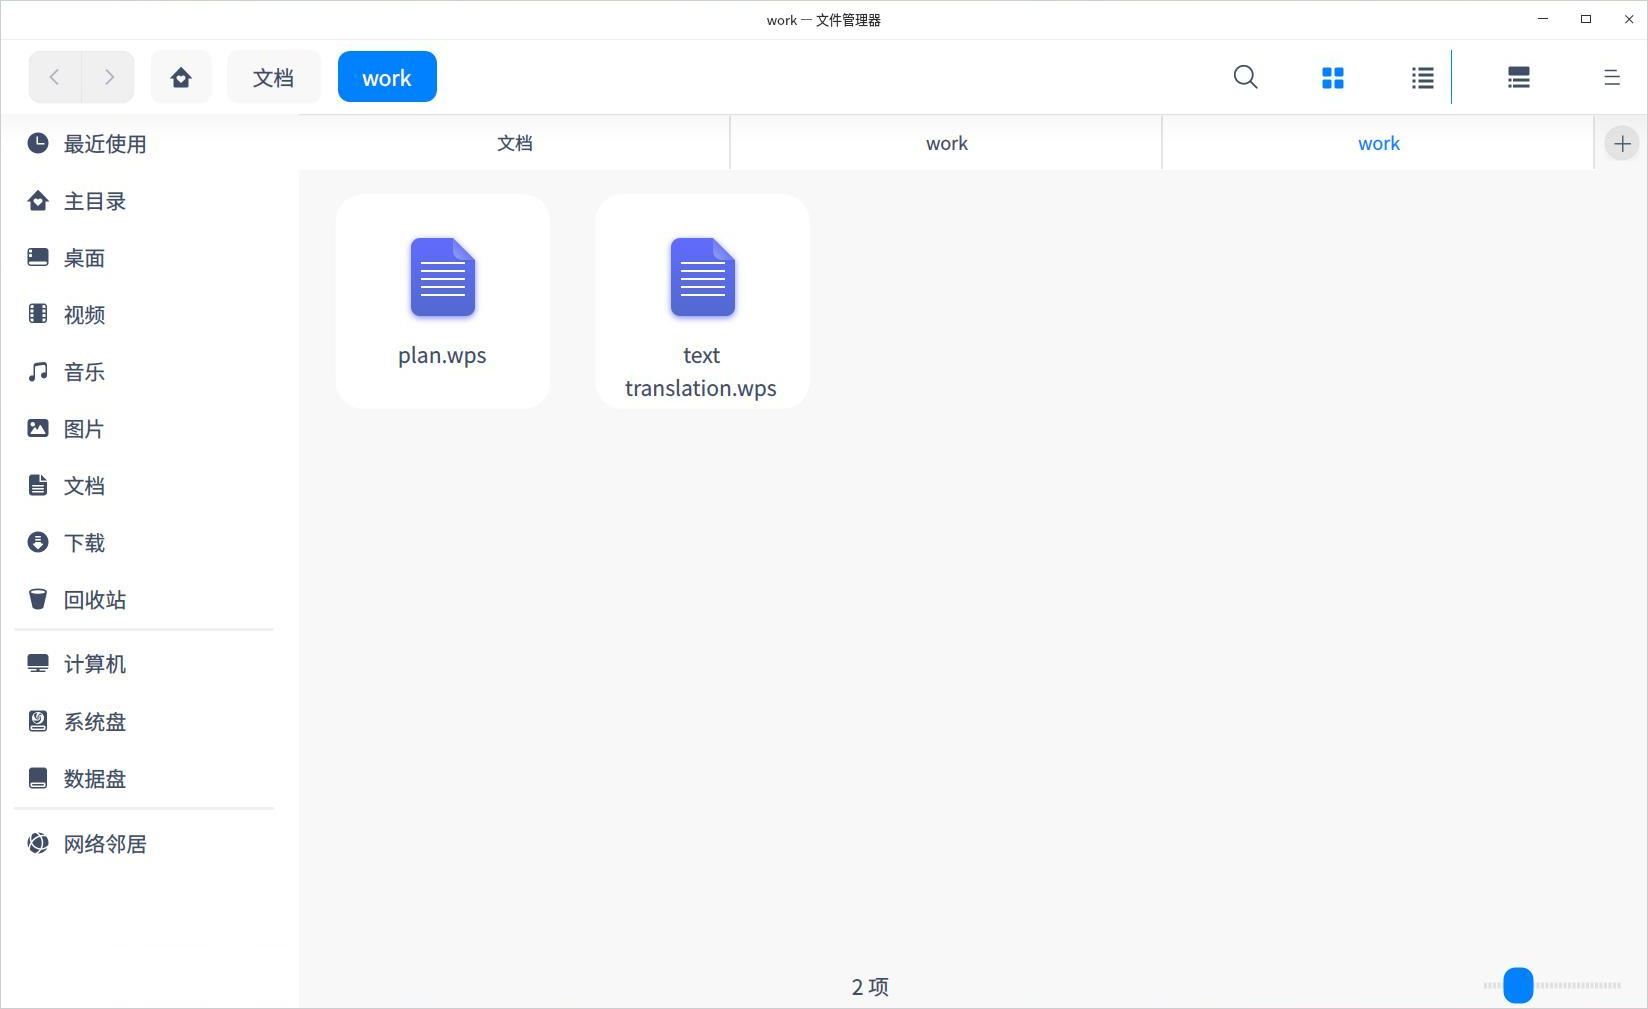 work — 文件管理器
文档
work
最近使用
主目录
桌面
视频
音乐
图片
文档
下载
回收站
计算机
系统盘
数据盘
网络邻居
文档
work
work
plan.wps
text
translation.wps
2 项